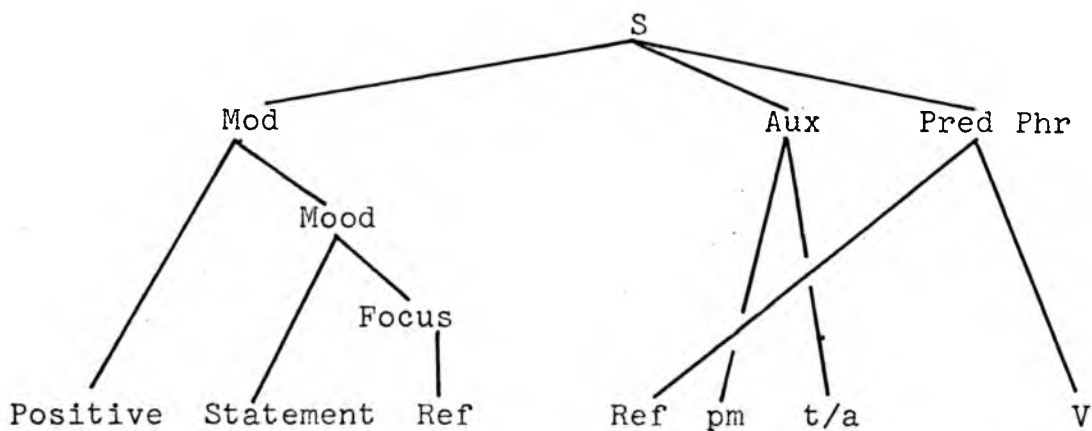 S
Mod Aux Pred Phr
Mood
Focus
Positive Statement Ref Ref pm t/a V